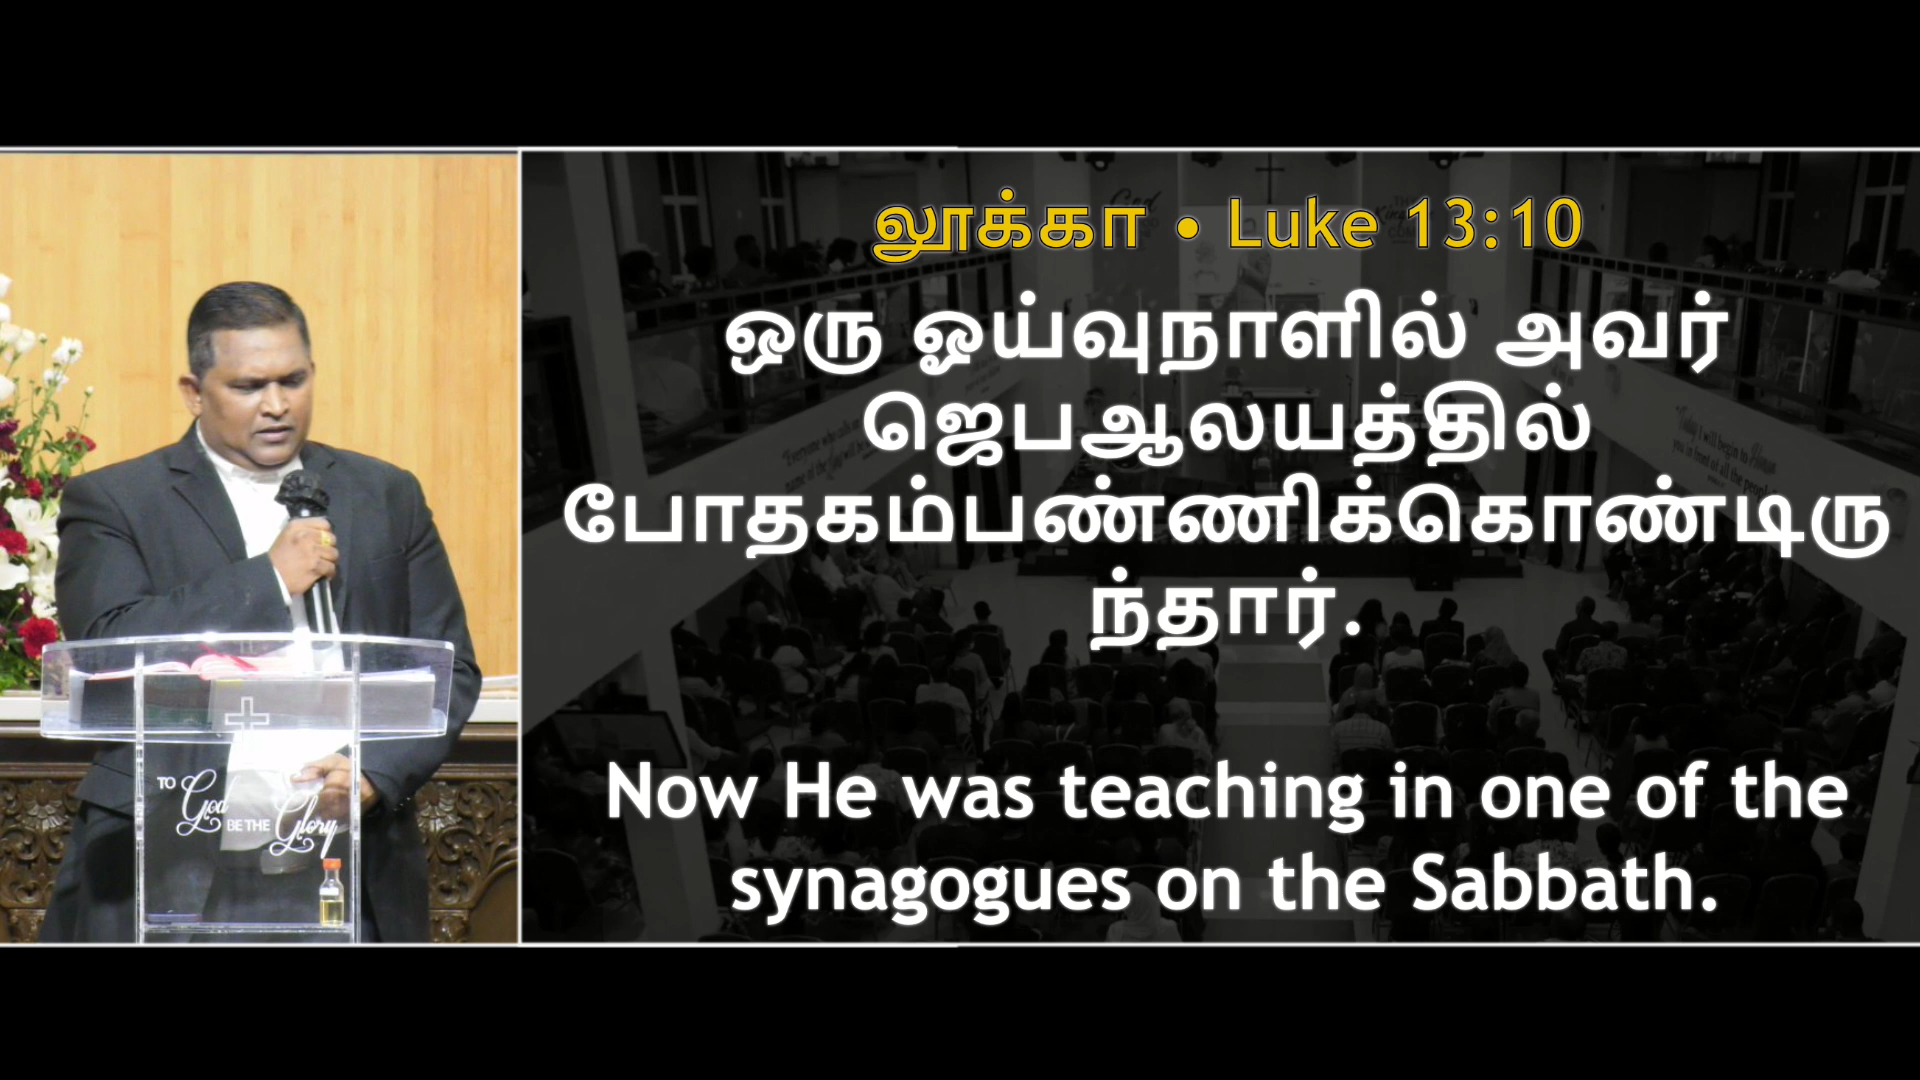 லூக்கா • Luke 13:10
ஒரு ஓய்வுநாளில் அவர்
ஜெபஆலயத்தில்
போதகம்பண்ணிக்கொண்டிரு
ந்தார்.
Now He was teaching in one of the
synagogues on the Sabbath.
TO God
BE THE Glory